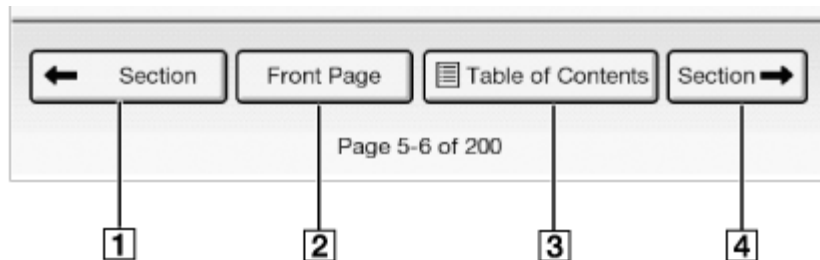 Section Front Page Table of Contents Section
Page 5-6 of 200
1 2 3 4